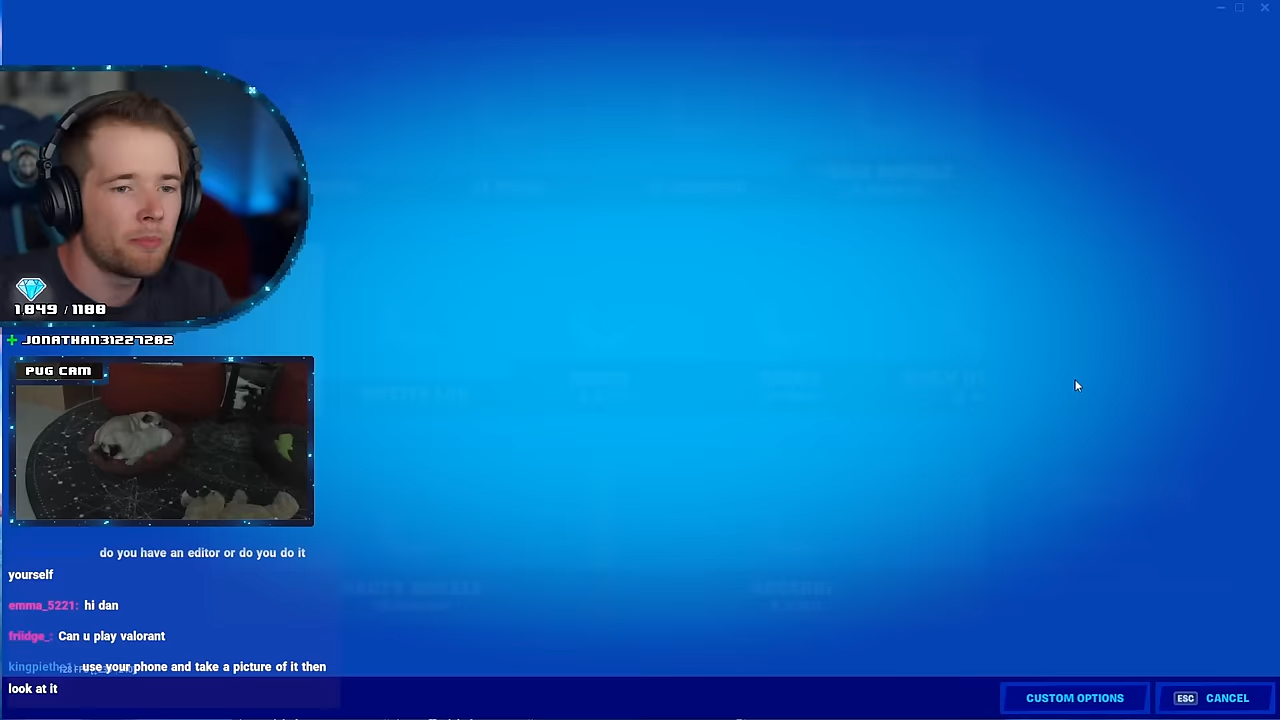 1,049 / 1100
+ JONATHAN31227202
PUG CAM
do you have an editor or do you do it
yourself
emma_5221: hi dan
friidge_: Can u play valorant
use your phone and take a picture of it then
look at it
CUSTOM OPTIONS
ESC CANCEL